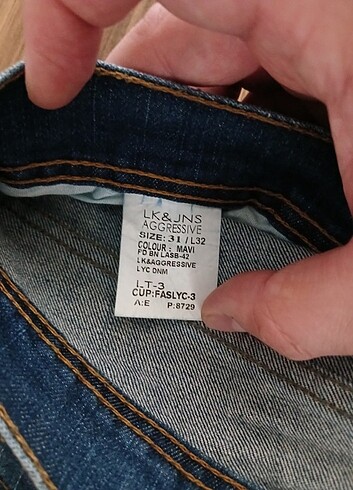 LK&JNS
AGGRESSIVE
SIZE: 31 / L32
COLOUR : MAVI
PD BN LASB-42
LK&AGGRESSIVE
LYC DNM
LT-3
CUP:FASLYC-3
A:E P:8729